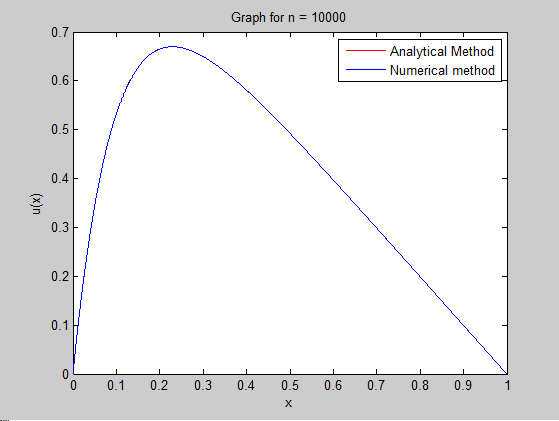 Graph for n = 10000
Analytical Method
Numerical method
u(x)
0.7
0.6
0.5
0.4
0.3
0.2
0.1
0
0 0.1 0.2 0.3 0.4 0.5 0.6 0.7 0.8 0.9 1
x